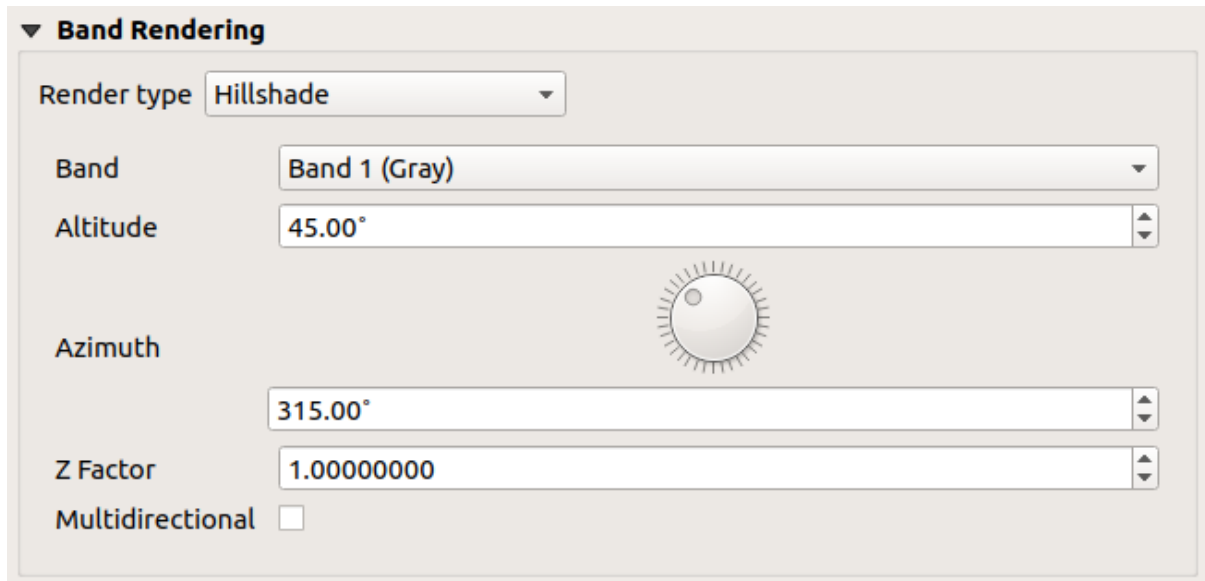 Band Rendering
Render type Hillshade
Band Band 1 (Gray)
Altitude 45.00°
Azimuth
315.00°
Z Factor 1.00000000
Multidirectional